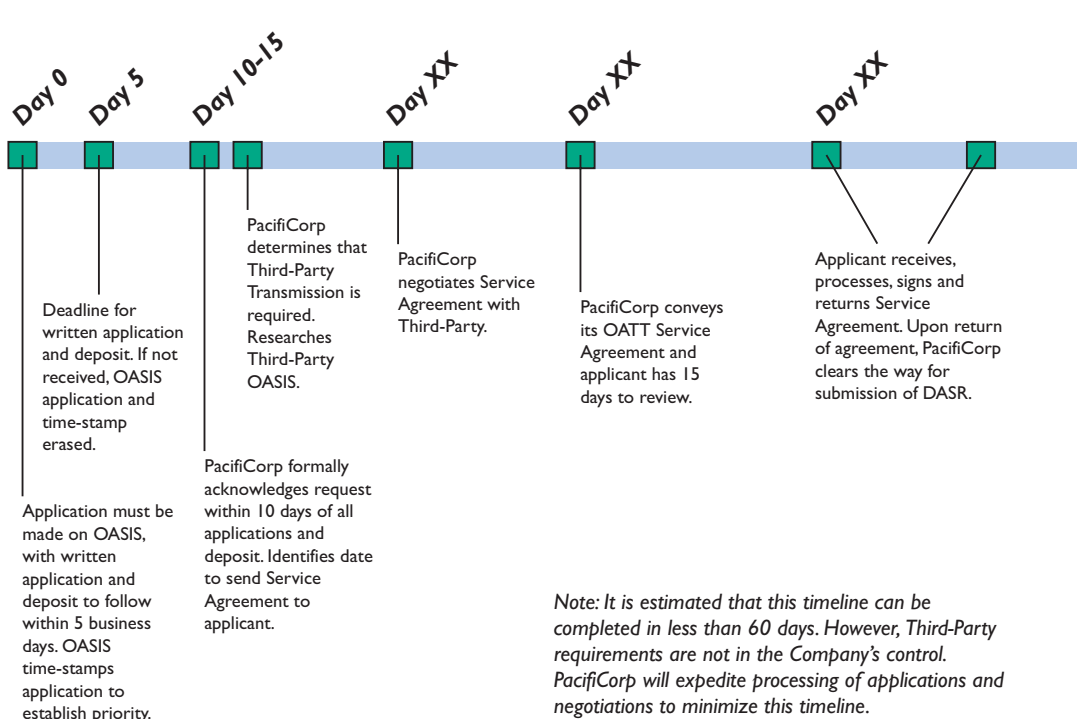 Day 0
Day 5
Day 10-15
Day XX
Day XX
Day XX
PacifiCorp
determines that
Third-Party
Transmission is
required.
Researches
Third-Party
OASIS.
PacifiCorp
negotiates Service
Agreement with
Third-Party.
Applicant receives,
processes, signs and
returns Service
Agreement. Upon return
of agreement, PacifiCorp
clears the way for
submission of DASR.
Deadline for
written application
and deposit. If not
received, OASIS
application and
time-stamp
erased.
PacifiCorp conveys
its OATT Service
Agreement and
applicant has 15
days to review.
PacifiCorp formally
acknowledges request
within 10 days of all
applications and
deposit. Identifies date
to send Service
Agreement to
applicant.
Application must be
made on OASIS,
with written
application and
deposit to follow
within 5 business
days. OASIS
time-stamps
application to
establish priority.
Note: It is estimated that this timeline can be
completed in less than 60 days. However, Third-Party
requirements are not in the Company's control.
PacifiCorp will expedite processing of applications and
negotiations to minimize this timeline.